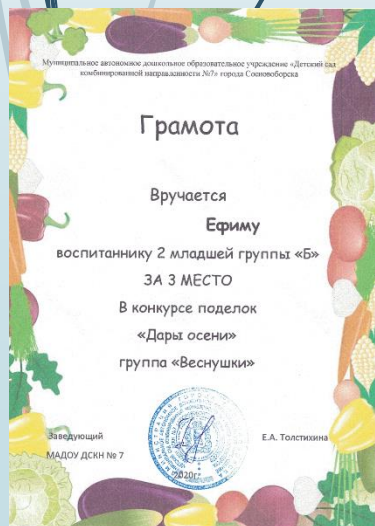 Муниципальное автономное дошкольное образовательное учреждение «Детский сад
комбинированной направленности №7» города Сосновоборска
Грамота
Вручается
Ефиму
воспитаннику 2 младшей группы «Б»
ЗА 3 МЕСТО
В конкурсе поделок
«Дары осени»
группа «Веснушки»
Заведующий
Е.А. Толстихина
МАДОУ ДСКН № 7
2020г.